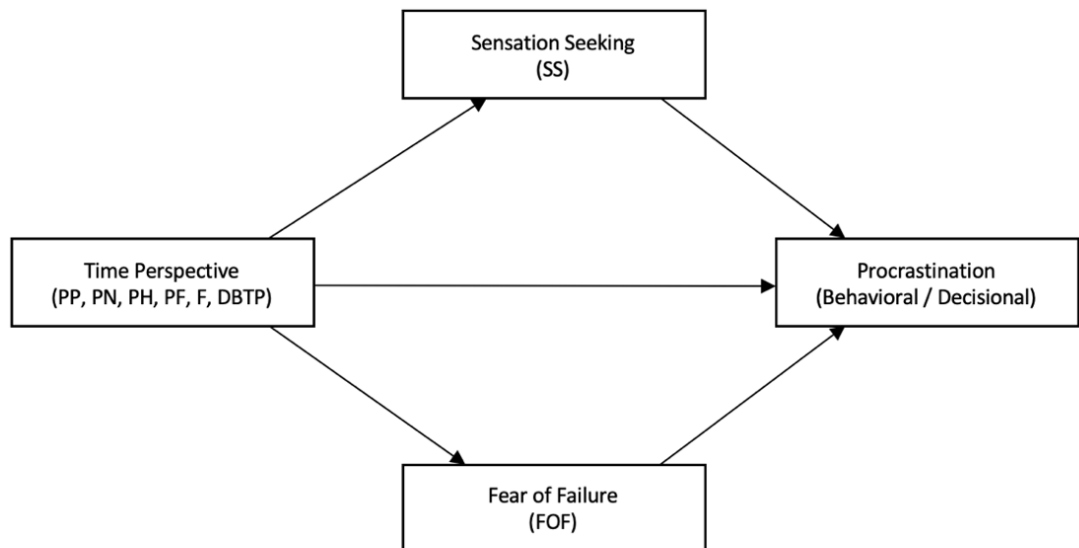 Sensation Seeking
(SS)
Time Perspective
(PP, PN, PH, PF, F, DBTP)
Procrastination
(Behavioral / Decisional)
Fear of Failure
(FOF)